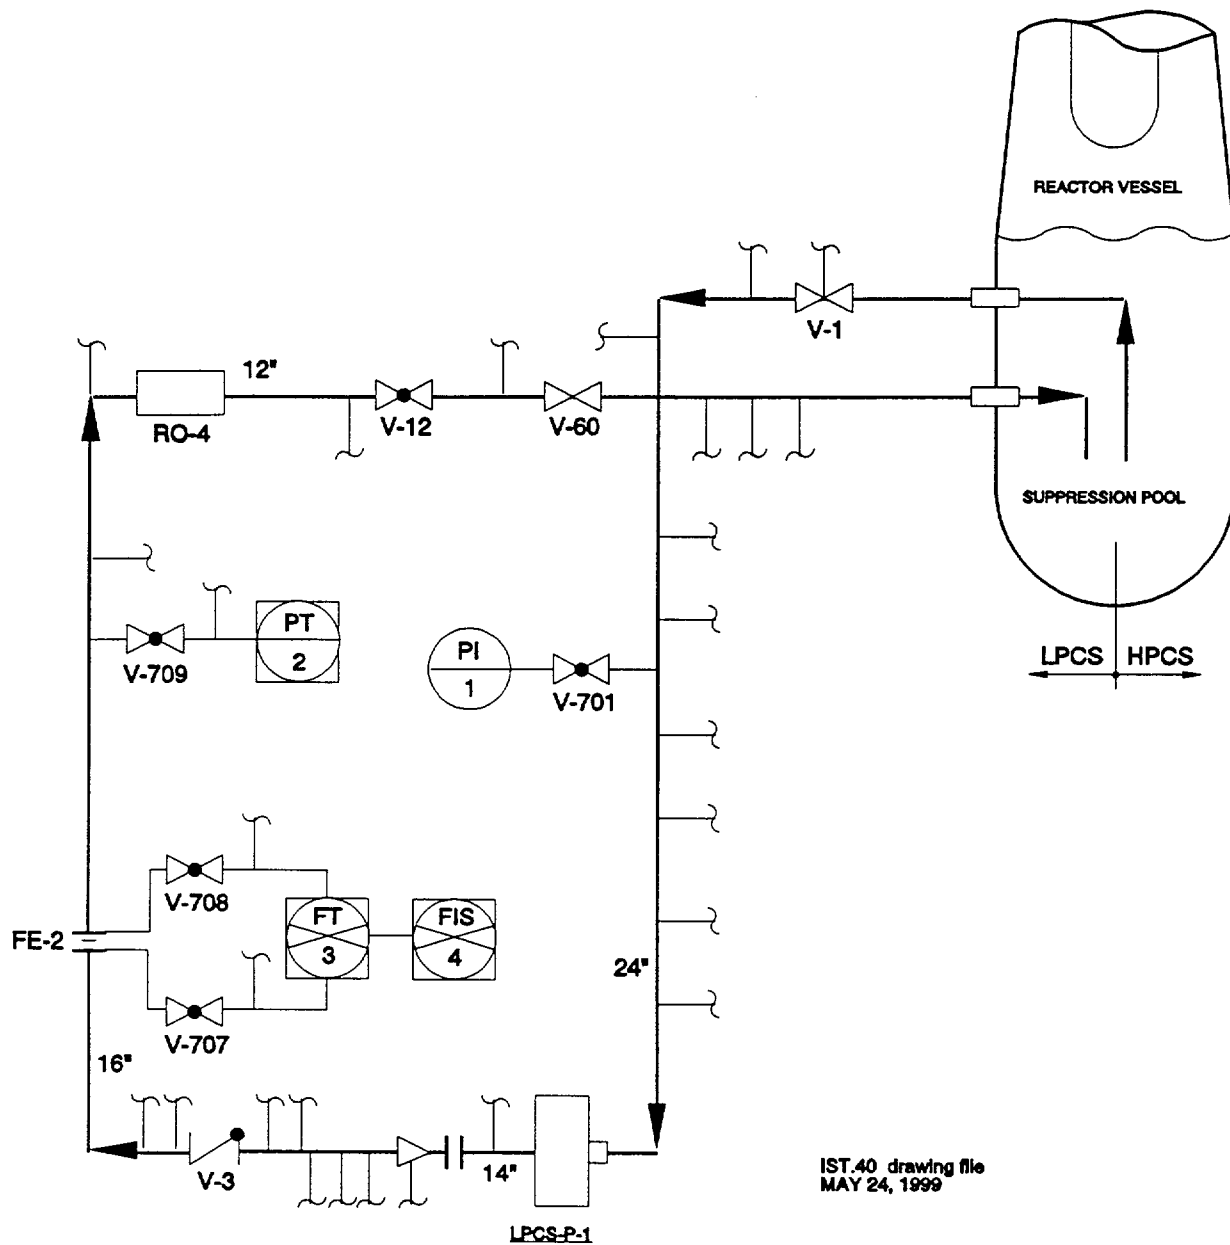 REACTOR VESSEL
V-1
12"
RO-4
V-12
V-60
SUPPRESSION POOL
PT
2
V-709
PI
1
V-701
LPCS
HPCS
V-708
FE-2
FT
3
FIS
4
24"
V-707
16"
V-3
14"
LPCS-P-1
IST.40 drawing file
MAY 24, 1999